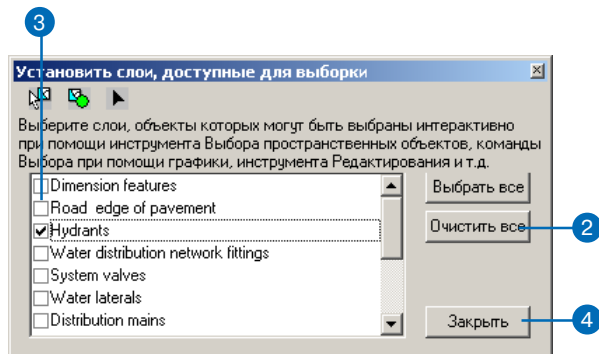 3
Установить слои, доступные для выборки
Выберите слои, объекты которых могут быть выбраны интерактивно
при помощи инструмента Выбора пространственных объектов, команды
Выбора при помощи графики, инструмента Редактирования и т.д.
Dimension features
Выбрать все
Road edge of pavement
Hydrants
Очистить все
2
Water distribution network fittings
System valves
Water laterals
Distribution mains
Закрыть
4